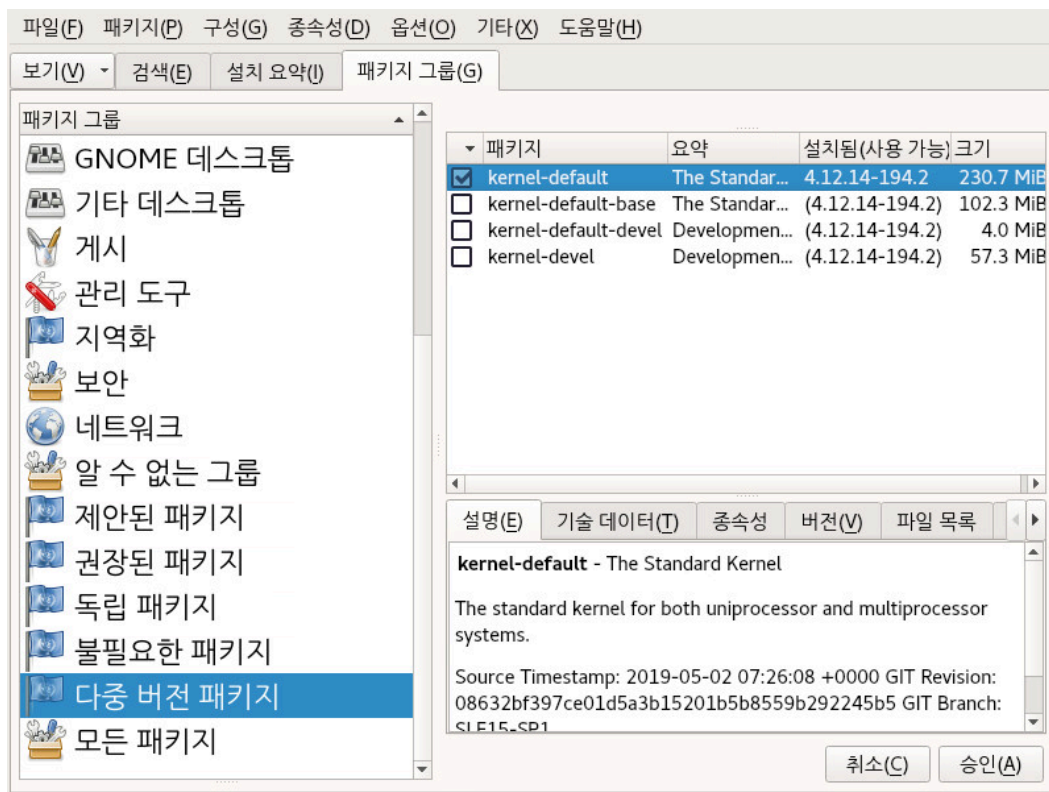 파일(F) 패키지(P) 구성(G) 종속성(D) 옵션(O) 기타(X) 도움말(H)
보기(V) 검색(E) 설치 요약(I) 패키지 그룹(G)
패키지 그룹
GNOME 데스크톱
기타 데스크톱
게시
관리 도구
지역화
보안
네트워크
알 수 없는 그룹
제안된 패키지
권장된 패키지
독립 패키지
불필요한 패키지
다중 버전 패키지
모든 패키지
패키지 요약 설치됨(사용 가능) 크기
kernel-default The Standar... 4.12.14-194.2 230.7 MiB
kernel-default-base The Standar... (4.12.14-194.2) 102.3 MiB
kernel-default-devel Developmen... (4.12.14-194.2) 4.0 MiB
kernel-devel Developmen... (4.12.14-194.2) 57.3 MiB
설명(E) 기술 데이터(T) 종속성 버전(V) 파일 목록
kernel-default - The Standard Kernel
The standard kernel for both uniprocessor and multiprocessor
systems.
Source Timestamp: 2019-05-02 07:26:08 +0000 GIT Revision:
08632bf397ce01d5a3b15201b5b8559b292245b5 GIT Branch:
SLE15-SP1
취소(C) 승인(A)